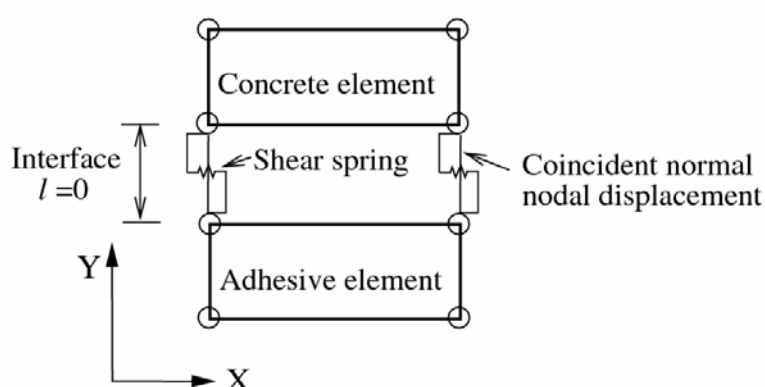 Concrete element
Interface
l =0
Shear spring
Coincident normal
nodal displacement
Adhesive element
Y
X